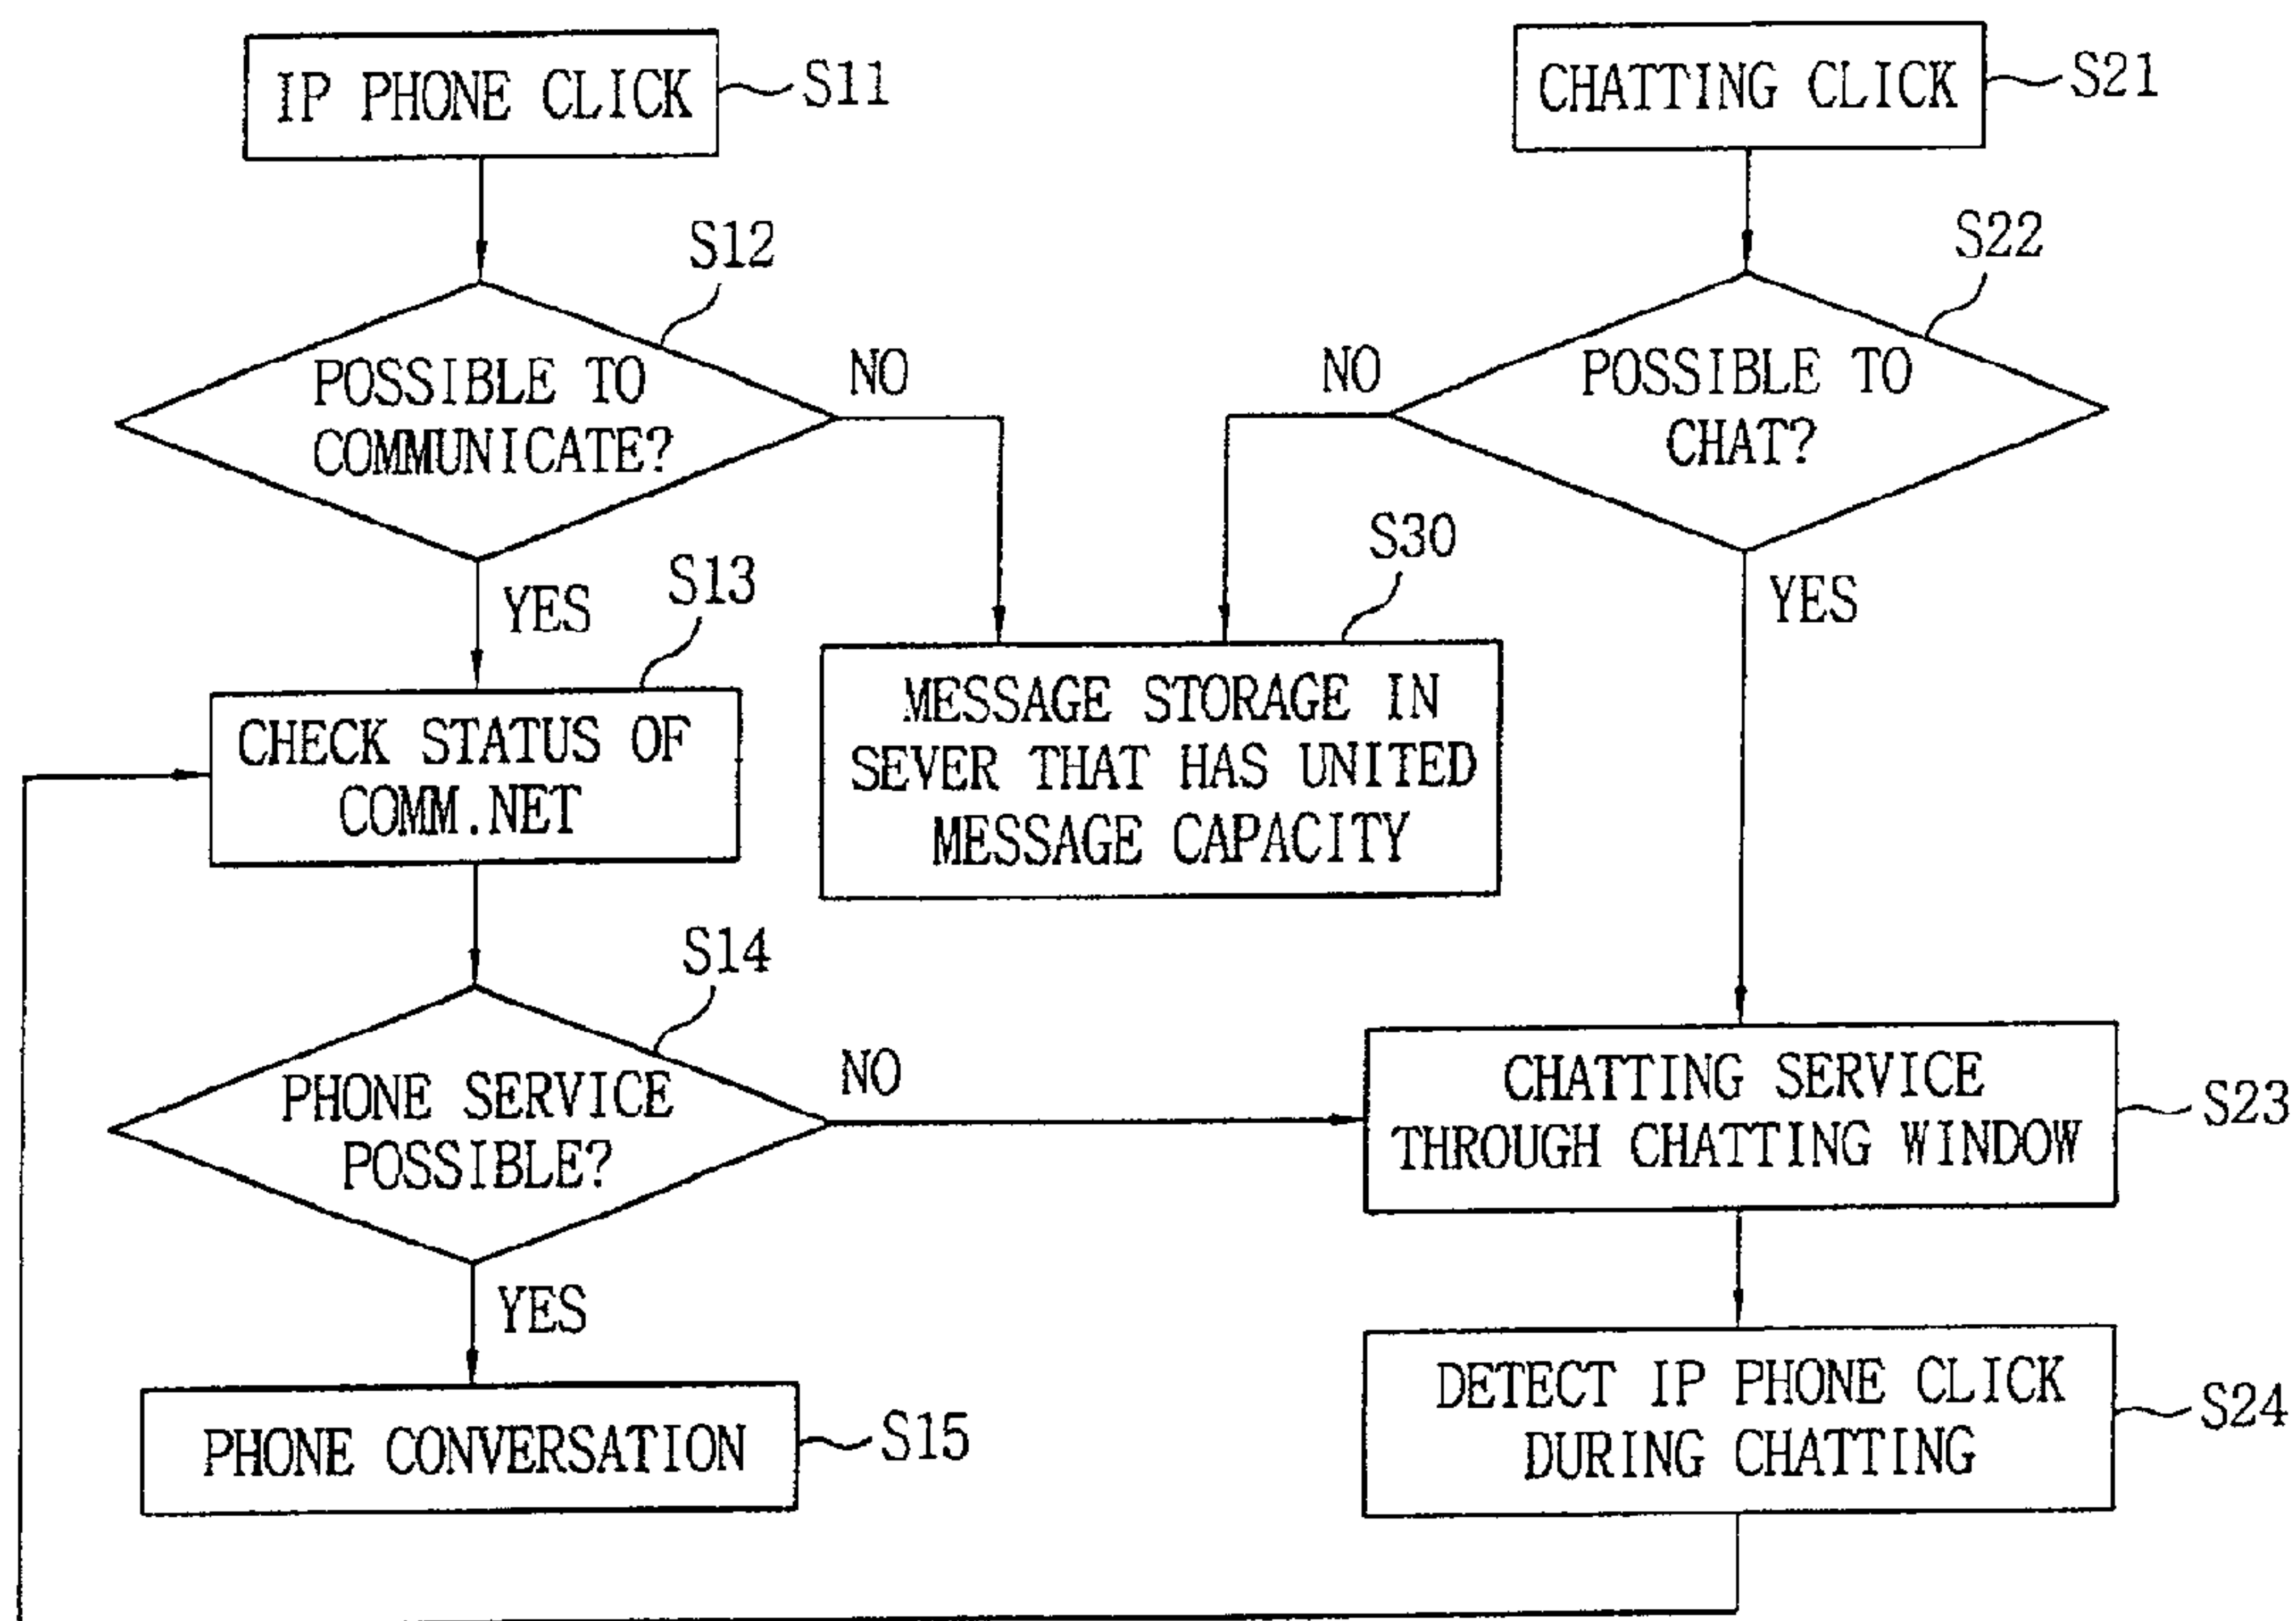 IP PHONE CLICK
S11
CHATTING CLICK
S21
S12
POSSIBLE TO
COMMUNICATE?
NO
YES
S22
POSSIBLE TO
CHAT?
NO
YES
S13
CHECK STATUS OF
COMM.NET
S30
MESSAGE STORAGE IN
SEVER THAT HAS UNITED
MESSAGE CAPACITY
S14
PHONE SERVICE
POSSIBLE?
NO
YES
CHATTING SERVICE
THROUGH CHATTING WINDOW
S23
PHONE CONVERSATION
S15
DETECT IP PHONE CLICK
DURING CHATTING
S24